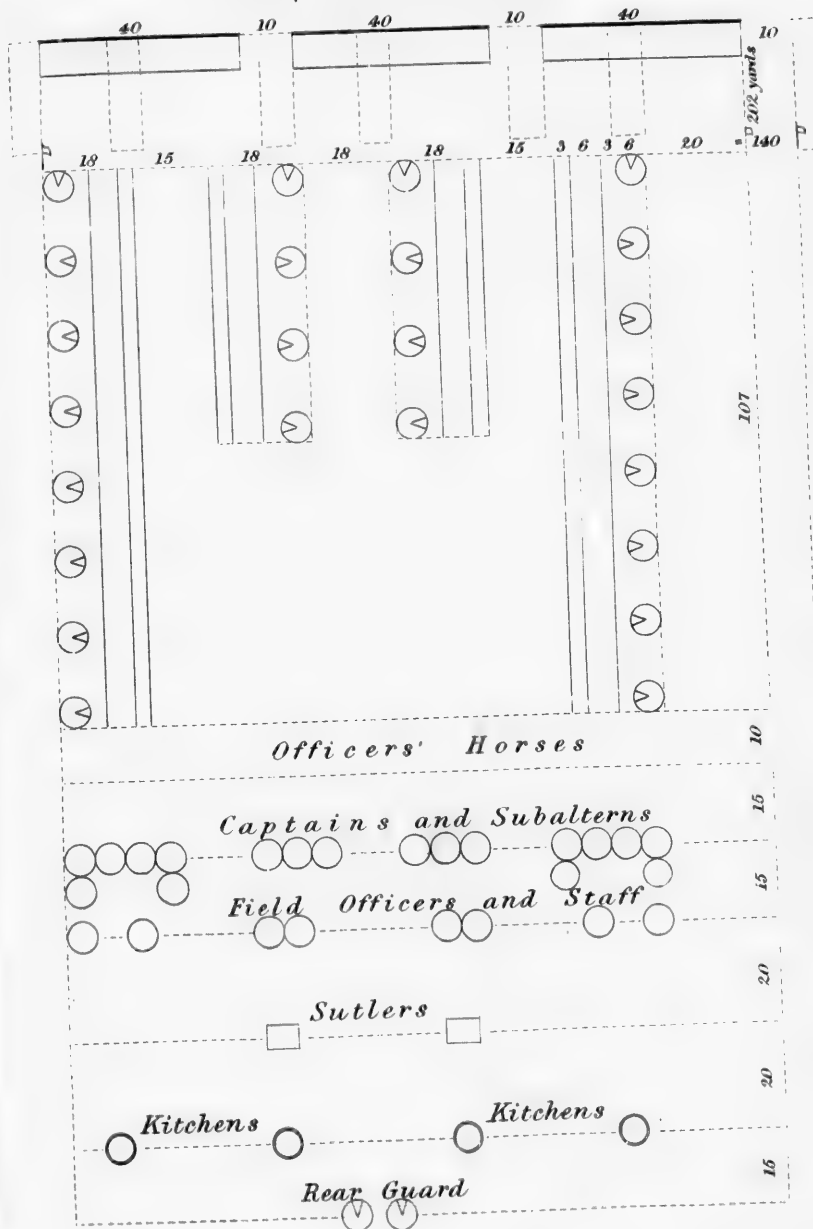 40 10 40 10 40 10
202 yards
18 15 18 18 18 15 3 6 3 6 20 140
107
Officers' Horses
10
15
Captains and Subalterns
15
Field Officers and Staff
20
Sutlers
20
Kitchens Kitchens
15
Rear Guard